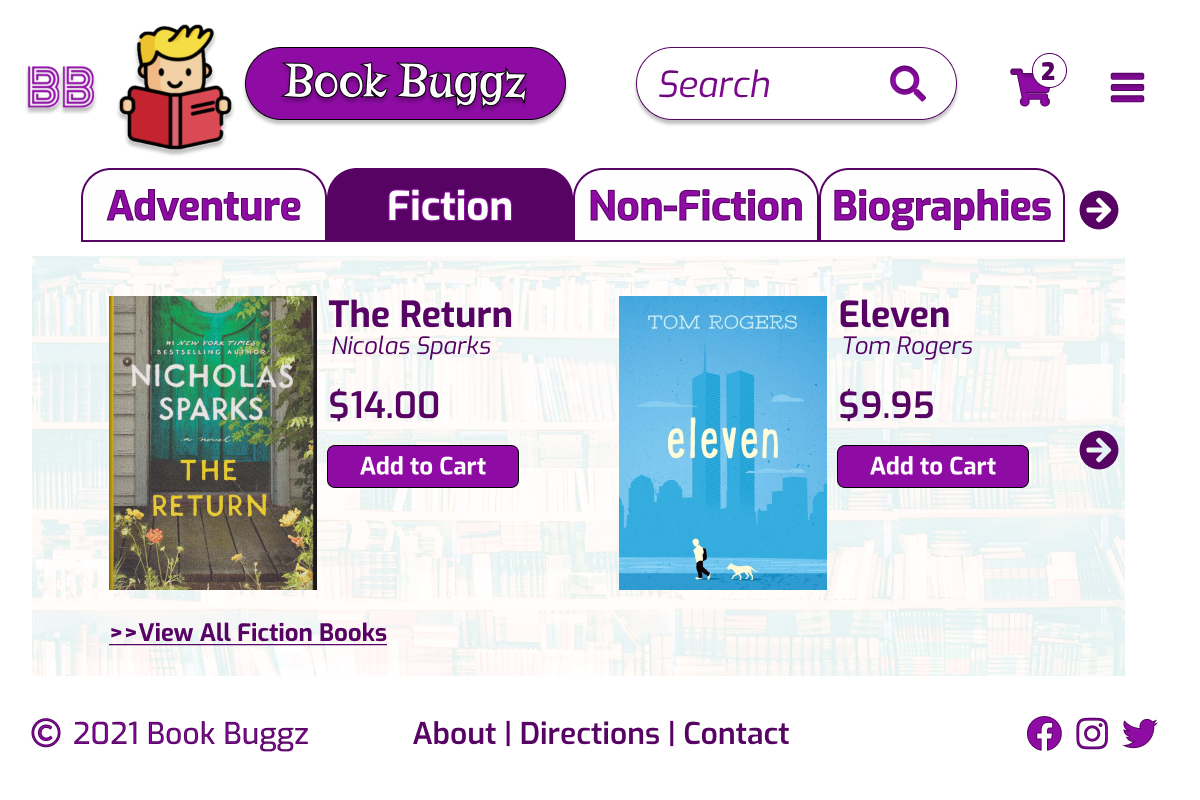 BB
Book Buggz
Search
2
Adventure
Fiction
Non-Fiction
Biographies
#1 NEW YORK TIMES
BESTSELLING AUTHOR
NICHOLAS
SPARKS
a novel
THE
RETURN
The Return
Nicolas Sparks
$14.00
Add to Cart
TOM ROGERS
eleven
Eleven
Tom Rogers
$9.95
Add to Cart
>>View All Fiction Books
© 2021 Book Buggz
About | Directions | Contact